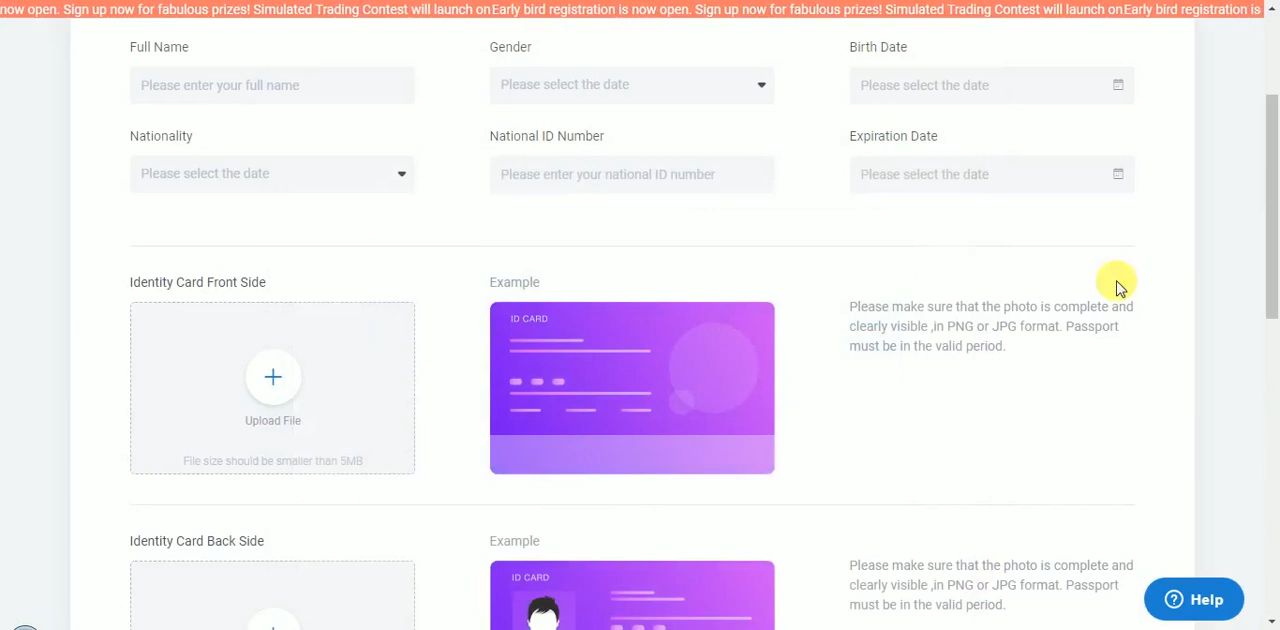 now open. Sign up now for fabulous prizes! Simulated Trading Contest will launch onEarly bird registration is now open. Sign up now for fabulous prizes! Simulated Trading Contest will launch onEarly bird registration is
Full Name
Gender
Birth Date
Please enter your full name
Please select the date
Please select the date
Nationality
National ID Number
Expiration Date
Please select the date
Please enter your national ID number
Please select the date
Identity Card Front Side
Example
ID CARD
Please make sure that the photo is complete and
clearly visible ,in PNG or JPG format. Passport
must be in the valid period.
Upload File
File size should be smaller than 5MB
Identity Card Back Side
Example
ID CARD
Please make sure that the photo is complete and
clearly visible ,in PNG or JPG format. Passport
must be in the valid period.
Help